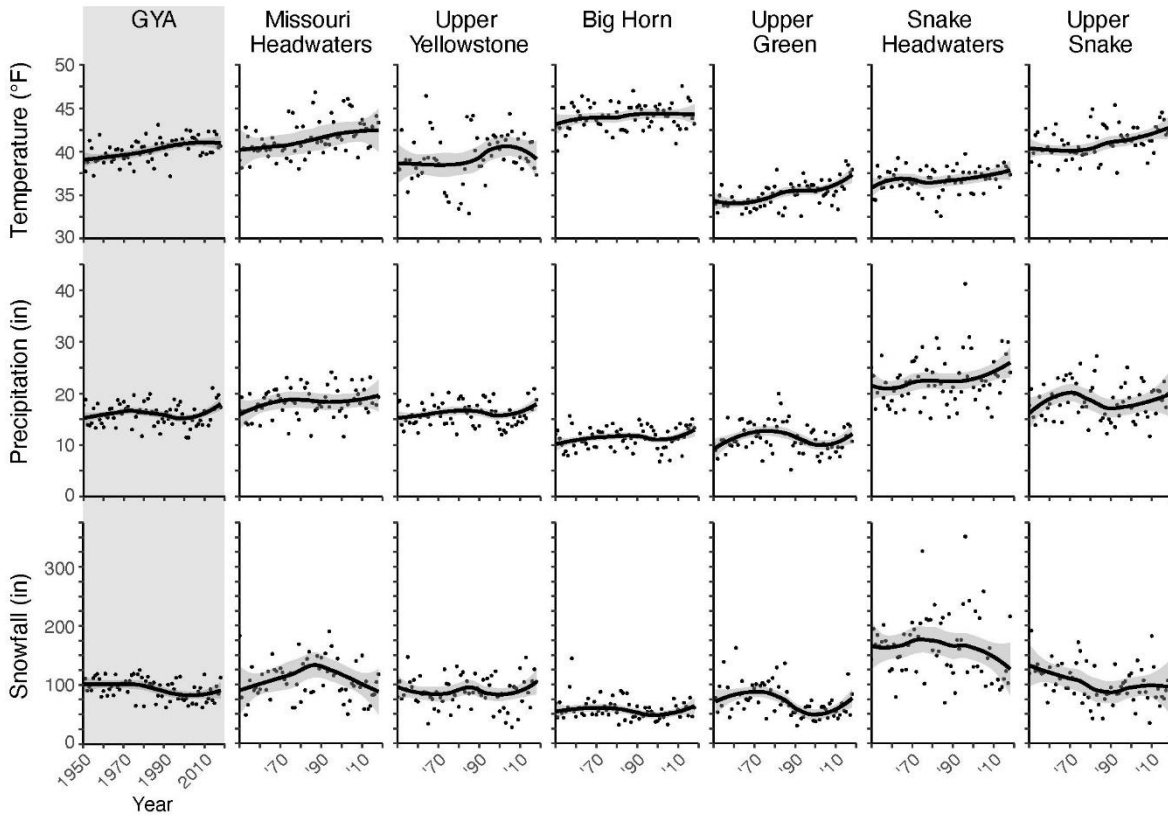 GYA
Missouri
Headwaters
Upper
Yellowstone
Big Horn
Upper
Green
Snake
Headwaters
Upper
Snake
Temperature (°F)
50
45
40
35
30
Precipitation (in)
40
30
20
10
0
Snowfall (in)
300
200
100
0
1950 1970 1990 2010
'70 '90 '10
'70 '90 '10
'70 '90 '10
'70 '90 '10
'70 '90 '10
'70 '90 '10
Year